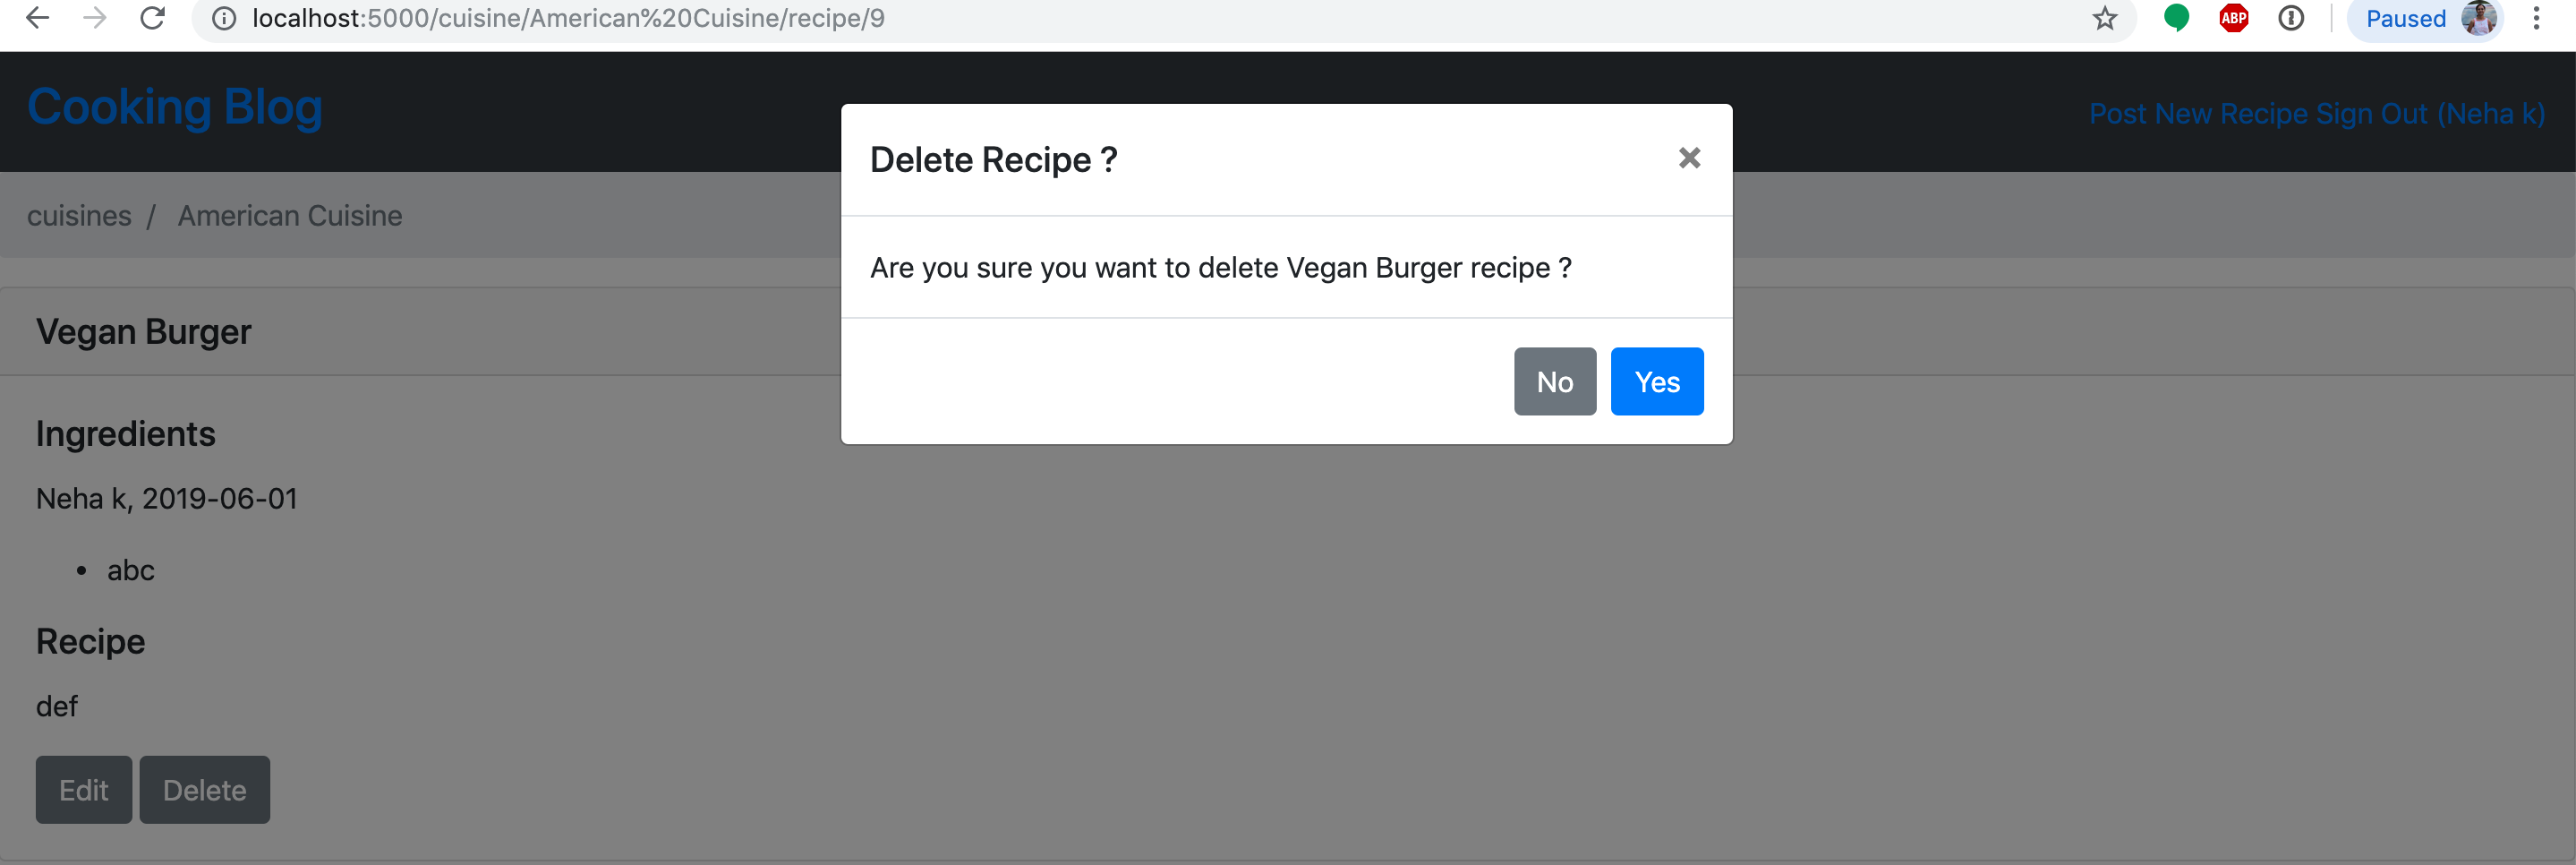 localhost:5000/cuisine/American%20Cuisine/recipe/9
ABP
Paused
Cooking Blog
Post New Recipe Sign Out (Neha k)
Delete Recipe ?
×
cuisines / American Cuisine
Are you sure you want to delete Vegan Burger recipe ?
Vegan Burger
No Yes
Ingredients
Neha k, 2019-06-01
• abc
Recipe
def
Edit Delete